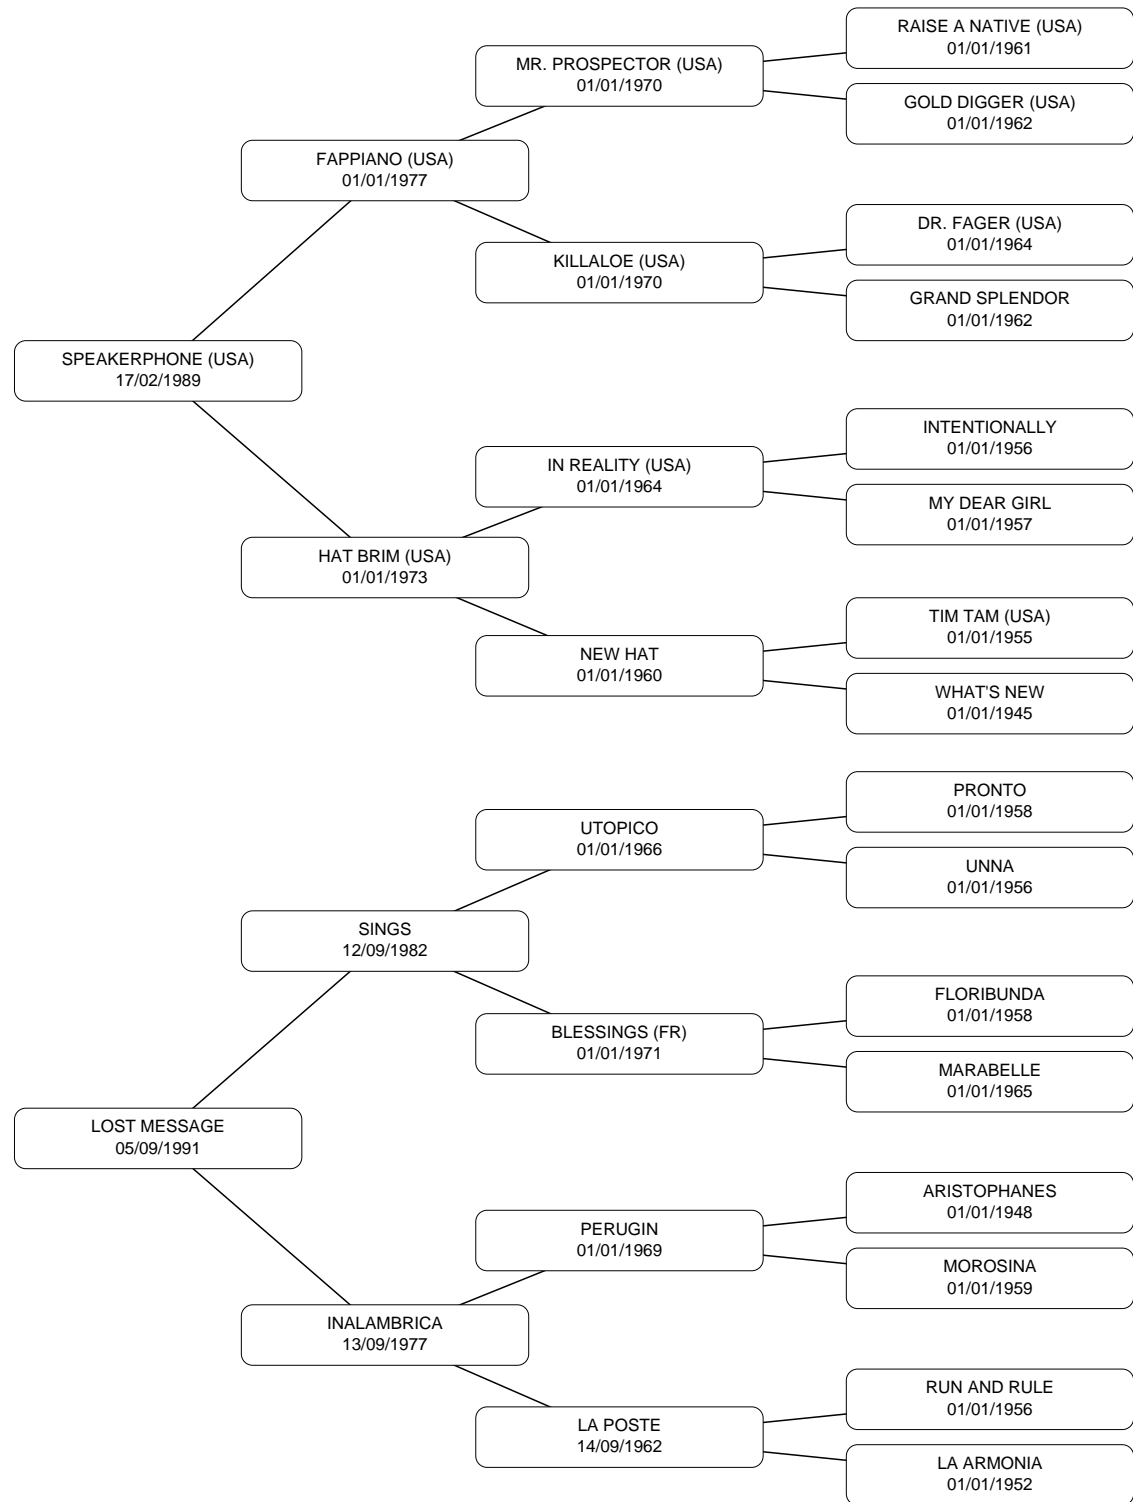 RAISE A NATIVE (USA)
01/01/1961
MR. PROSPECTOR (USA)
01/01/1970
GOLD DIGGER (USA)
01/01/1962
FAPPIANO (USA)
01/01/1977
DR. FAGER (USA)
01/01/1964
KILLALOE (USA)
01/01/1970
GRAND SPLENDOR
01/01/1962
SPEAKERPHONE (USA)
17/02/1989
INTENTIONALLY
01/01/1956
IN REALITY (USA)
01/01/1964
MY DEAR GIRL
01/01/1957
HAT BRIM (USA)
01/01/1973
TIM TAM (USA)
01/01/1955
NEW HAT
01/01/1960
WHAT'S NEW
01/01/1945
PRONTO
01/01/1958
UTOPICO
01/01/1966
UNNA
01/01/1956
SINGS
12/09/1982
FLORIBUNDA
01/01/1958
BLESSINGS (FR)
01/01/1971
MARABELLE
01/01/1965
LOST MESSAGE
05/09/1991
ARISTOPHANES
01/01/1948
PERUGIN
01/01/1969
MOROSINA
01/01/1959
INALAMBRICA
13/09/1977
RUN AND RULE
01/01/1956
LA POSTE
14/09/1962
LA ARMONIA
01/01/1952